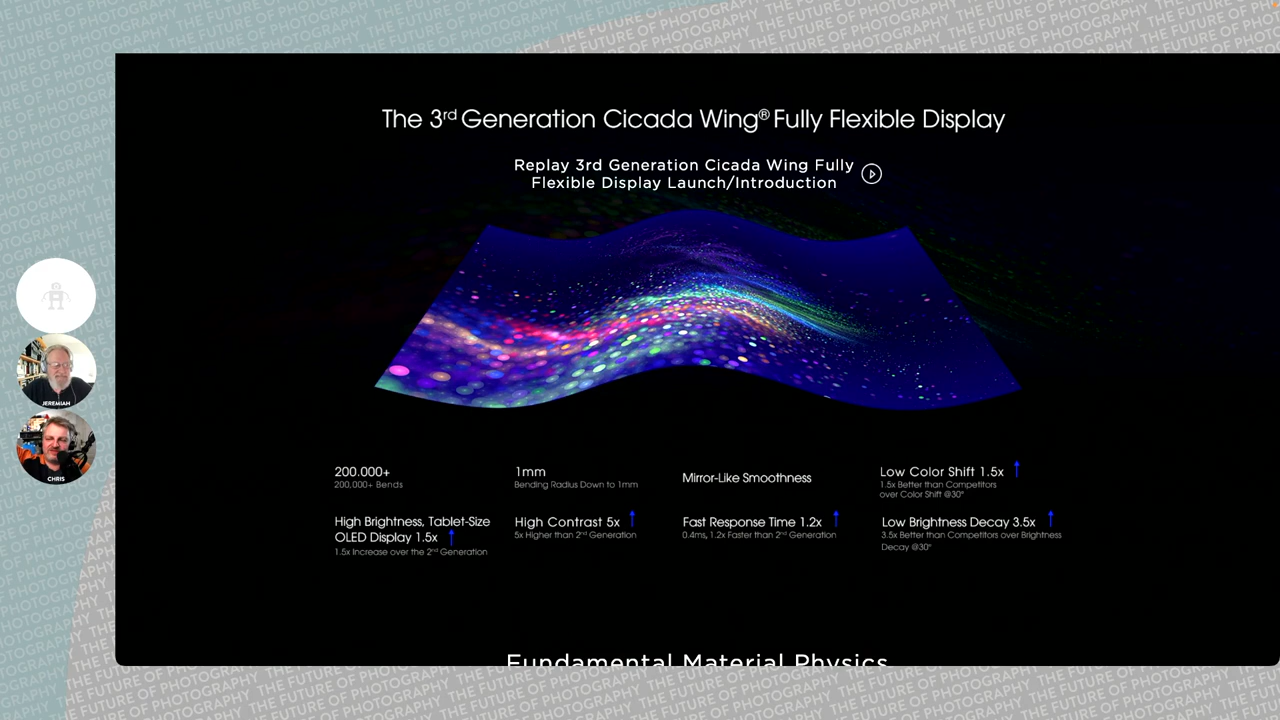 The 3rd Generation Cicada Wing® Fully Flexible Display
Replay 3rd Generation Cicada Wing Fully
Flexible Display Launch/Introduction
200.000+
200,000+ Bends
1mm
Bending Radius Down to 1mm
Mirror-Like Smoothness
Low Color Shift 1.5x
1.5x Better than Competitors
over Color Shift @30°
High Brightness, Tablet-Size
OLED Display 1.5x
1.5x Increase over the 2nd Generation
High Contrast 5x
5x Higher than 2nd Generation
Fast Response Time 1.2x
0.4ms, 1.2x Faster than 2nd Generation
Low Brightness Decay 3.5x
3.5x Better than Competitors over Brightness
Decay @30°
Fundamental Material Physics
JEREMIAH
CHRIS
THE FUTURE OF PHOTOGRAPHY